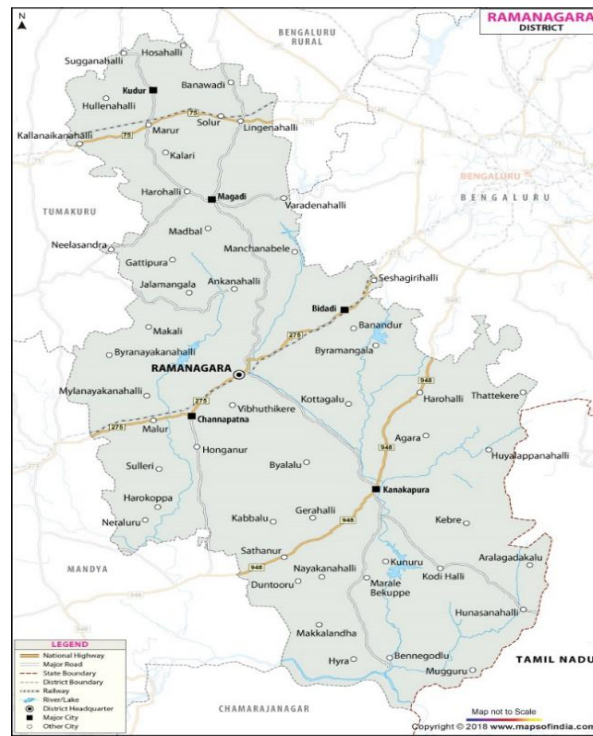 N
RAMANAGARA
DISTRICT
BENGALURU
RURAL
Hosahalli
Sugganahalli
Banawadi
Kudur
Hullenahalli
75
Solur
75
Kallanaikanahalli
75
Marur
Lingenahalli
Kalari
BENGALURU
BENGALURU
Harohalli
Magadi
Varadenahalli
TUMAKURU
Madbal
Neelasandra
Manchanabele
Gattipura
Seshagirihalli
Jalamangala
Ankanahalli
Bidadi
Makali
275
Banandur
Byranayakanahalli
Byramangala
RAMANAGARA
948
Mylanayakanahalli
Harohalli
Thattekere
275
Vibhuthikere
Kottagalu
Channapatna
275
Malur
Agara
Honganur
948
Huyalappanahalli
Sulleri
Byalalu
Kanakapura
Harokoppa
Neraluru
Kabbalu
Gerahalli
948
Kebre
Sathanur
MANDYA
948
Nayakanahalli
Kunuru
Aralagadakalu
Duntooru
Marale
Bekuppe
Kodi Halli
Hunasanahalli
Makkalandha
Hyra
Bennegodlu
TAMIL NADU
Mugguru
CHAMARAJANAGAR
LEGEND
National Highway
Major Road
State Boundary
District Boundary
Railway
River/Lake
District Headquarter
Major City
Other City
Map not to Scale
Copyright © 2018 www.mapsofindia.